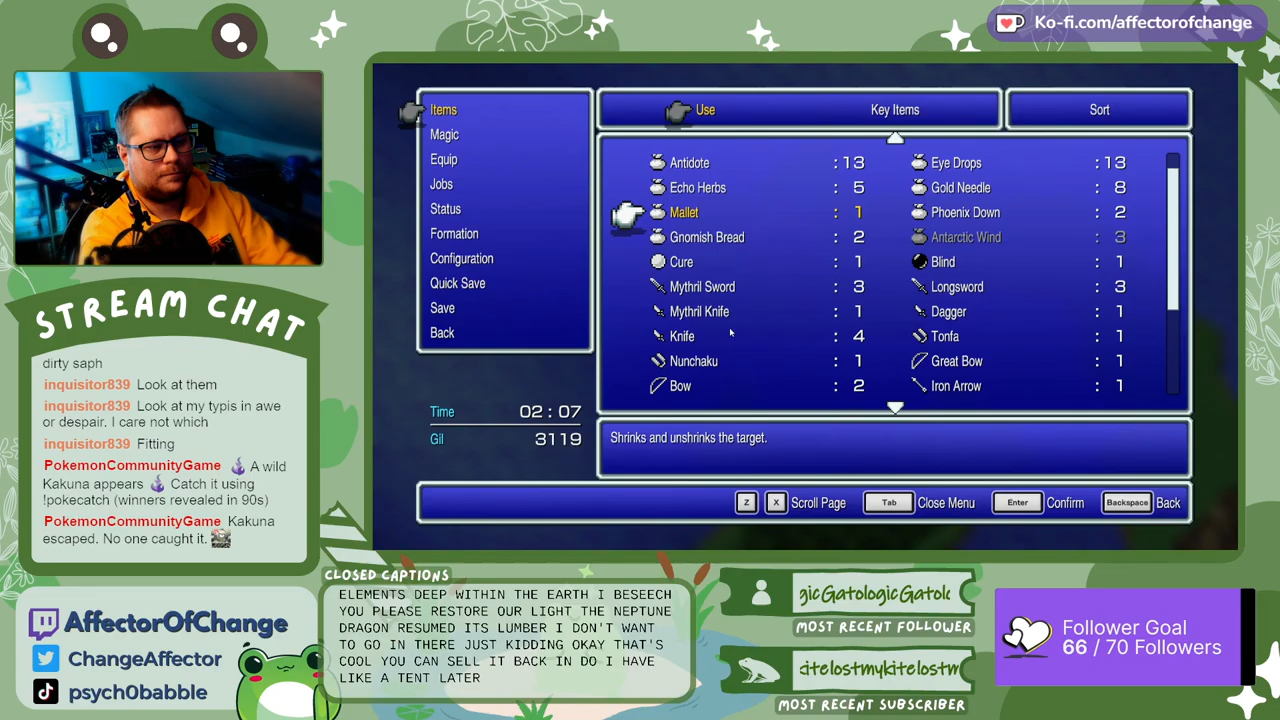 Ko-fi.com/affectorofchange
Items
Magic
Equip
Jobs
Status
Formation
Configuration
Quick Save
Save
Back
Time 02:07
Gil 3119
Use
Key Items
Sort
Antidote : 13
Eye Drops : 13
Echo Herbs : 5
Gold Needle : 8
Mallet : 1
Phoenix Down : 2
Gnomish Bread : 2
Antarctic Wind : 3
Cure : 1
Blind : 1
Mythril Sword : 3
Longsword : 3
Mythril Knife : 1
Dagger : 1
Knife : 4
Tonfa : 1
Nunchaku : 1
Great Bow : 1
Bow : 2
Iron Arrow : 1
Shrinks and unshrinks the target.
Z X Scroll Page Tab Close Menu Enter Confirm Backspace Back
STREAM CHAT
dirty saph
inquisitor839 Look at them
inquisitor839 Look at my typis in awe
or despair. I care not which
inquisitor839 Fitting
PokemonCommunityGame A wild
Kakuna appears Catch it using
!pokecatch (winners revealed in 90s)
PokemonCommunityGame Kakuna
escaped. No one caught it.
AffectorOfChange
ChangeAffector
psych0babble
CLOSED CAPTIONS
ELEMENTS DEEP WITHIN THE EARTH I BESEECH
YOU PLEASE RESTORE OUR LIGHT THE NEPTUNE
DRAGON RESUMED ITS LUMBER I DON'T WANT
TO GO IN THERE JUST KIDDING OKAY THAT'S
COOL YOU CAN SELL IT BACK IN DO I HAVE
LIKE A TENT LATER
gicGatologicGatolo
MOST RECENT FOLLOWER
kitelostmykitelostm
MOST RECENT SUBSCRIBER
Follower Goal
66 / 70 Followers